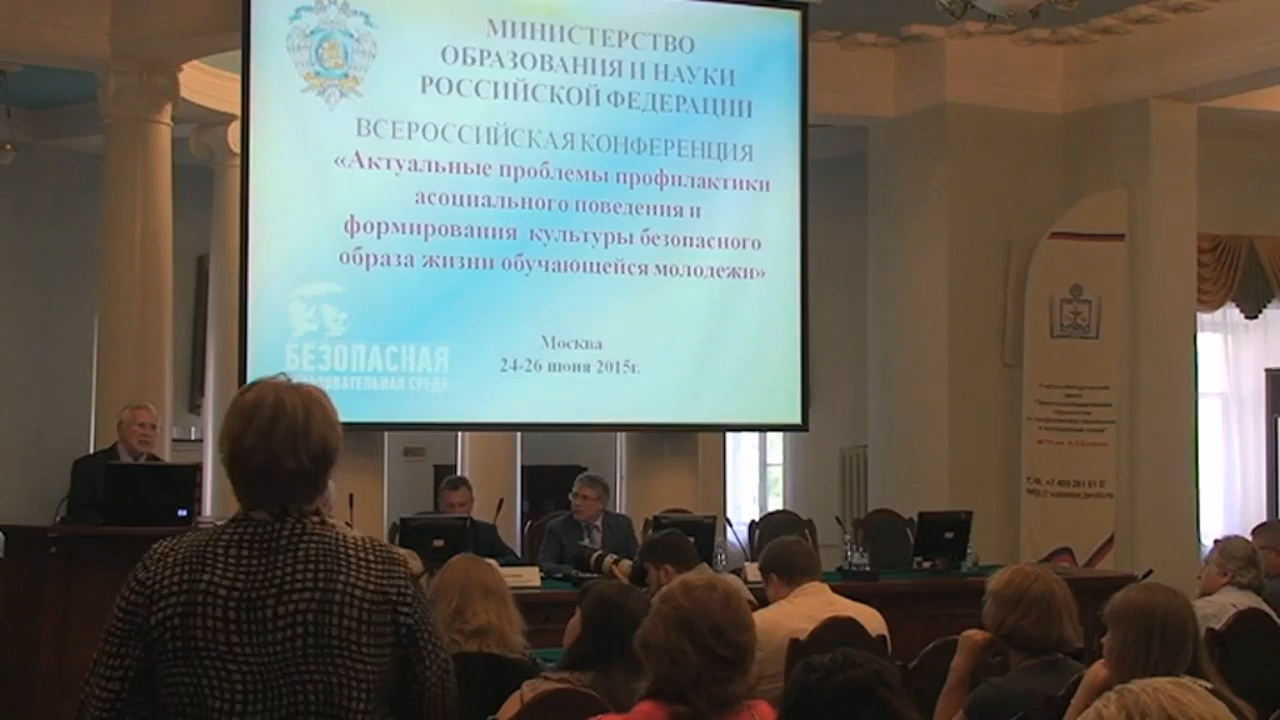 МИНИСТЕРСТВО
ОБРАЗОВАНИЯ И НАУКИ
РОССИЙСКОЙ ФЕДЕРАЦИИ
ВСЕРОССИЙСКАЯ КОНФЕРЕНЦИЯ
«Актуальные проблемы профилактики
асоциального поведения и
формирования культуры безопасного
образа жизни обучающейся молодежи»
Москва
24-26 июня 2015г.
БЕЗОПАСНАЯ
СРЕДА